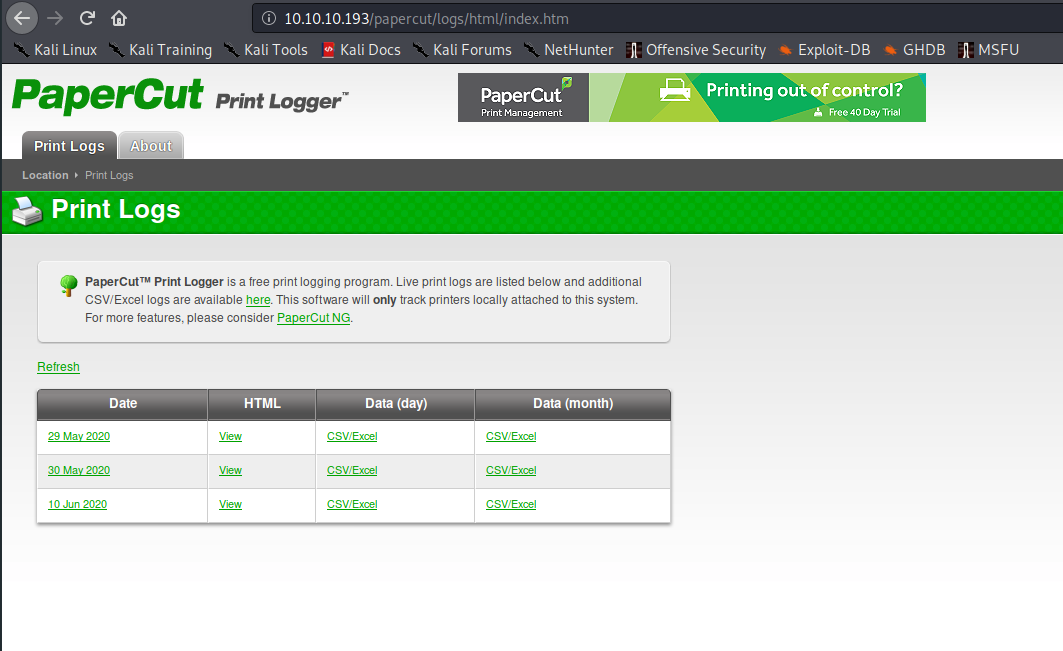 10.10.10.193/papercut/logs/html/index.htm
Kali Linux Kali Training Kali Tools Kali Docs Kali Forums NetHunter Offensive Security Exploit-DB GHDB MSFU
PaperCut Print Logger™
PaperCut
Print Management
Printing out of control?
Free 40 Day Trial
Print Logs About
Location Print Logs
Print Logs
PaperCut™ Print Logger is a free print logging program. Live print logs are listed below and additional
CSV/Excel logs are available here. This software will only track printers locally attached to this system.
For more features, please consider PaperCut NG.
Refresh
Date HTML Data (day) Data (month)
29 May 2020 View CSV/Excel CSV/Excel
30 May 2020 View CSV/Excel CSV/Excel
10 Jun 2020 View CSV/Excel CSV/Excel